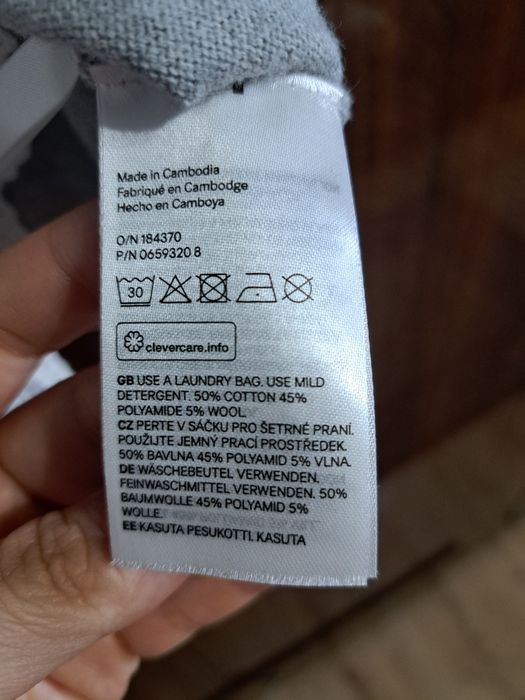 Made in Cambodia
Fabriqué en Cambodge
Hecho en Camboya
O/N 184370
P/N 0659320 8
30
clevercare.info
GB USE A LAUNDRY BAG. USE MILD
DETERGENT. 50% COTTON 45%
POLYAMIDE 5% WOOL.
CZ PERTE V SÁČKU PRO ŠETRNÉ PRANÍ.
POUŽIJTE JEMNÝ PRACÍ PROSTŘEDEK.
50% BAVLNA 45% POLYAMID 5% VLNA.
DE WÄSCHEBEUTEL VERWENDEN.
FEINWASCHMITTEL VERWENDEN. 50%
BAUMWOLLE 45% POLYAMID 5%
WOLLE.
EE KASUTA PESUKOTTI. KASUTA